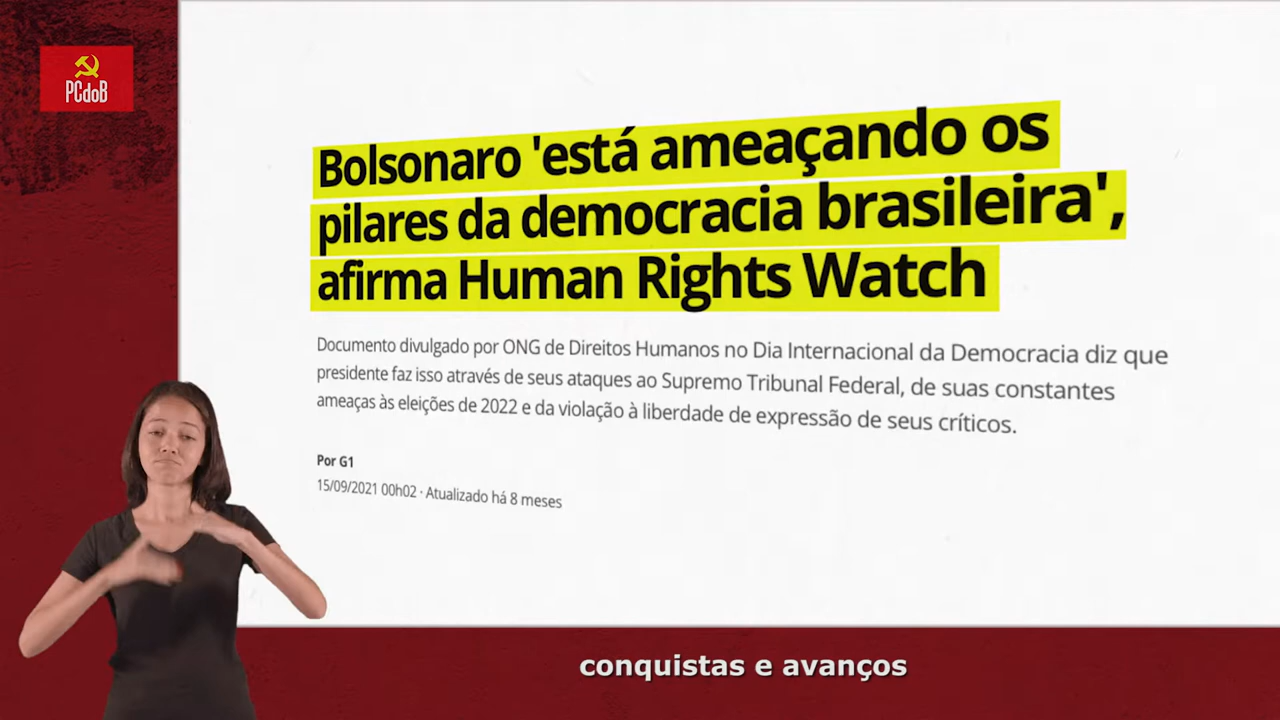 PCdoB
Bolsonaro 'está ameaçando os
pilares da democracia brasileira',
afirma Human Rights Watch
Documento divulgado por ONG de Direitos Humanos no Dia Internacional da Democracia diz que
presidente faz isso através de seus ataques ao Supremo Tribunal Federal, de suas constantes
ameaças às eleições de 2022 e da violação à liberdade de expressão de seus críticos.
Por G1
15/09/2021 00h02 · Atualizado há 8 meses
conquistas e avanços